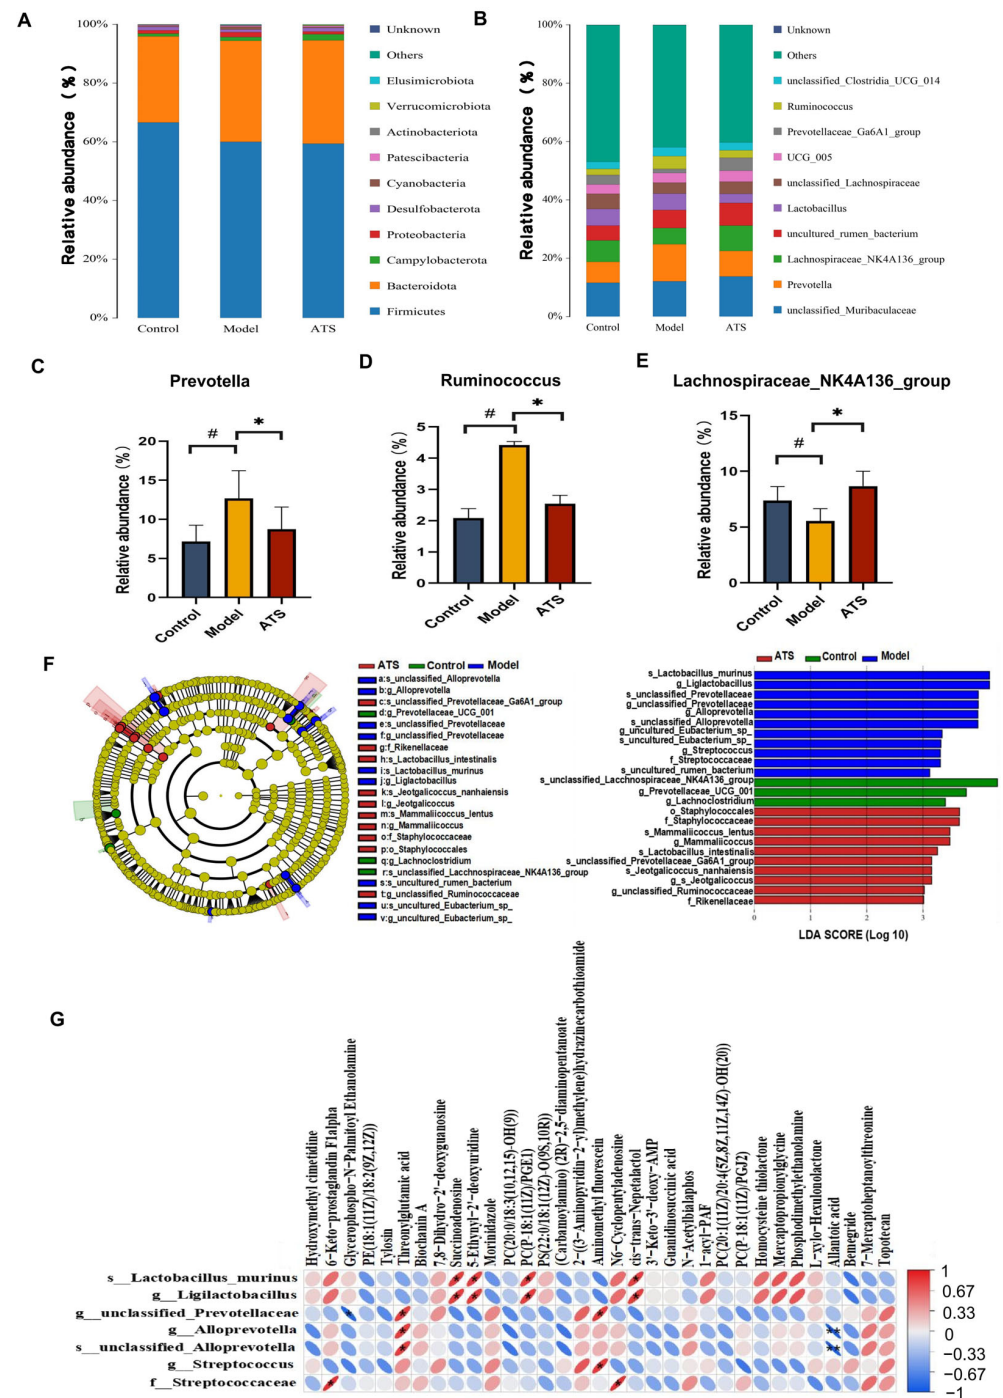 A
Relative abundance (%)
100%
80%
60%
40%
20%
0%
Control
Model
ATS
Unknown
Others
Elusimicrobiota
Verrucomicrobiota
Actinobacteriota
Patescibacteria
Cyanobacteria
Desulfobacterota
Proteobacteria
Campylobacterota
Bacteroidota
Firmicutes
B
Relative abundance (%)
100%
80%
60%
40%
20%
0%
Control
Model
ATS
Unknown
Others
unclassified_Clostridia_UCG_014
Ruminococcus
Prevotellaceae_Ga6A1_group
UCG_005
unclassified_Lachnospiraceae
Lactobacillus
uncultured_rumen_bacterium
Lachnospiraceae_NK4A136_group
Prevotella
unclassified_Muribaculaceae
C
Prevotella
Relative abundance (%)
20
15
10
5
0
#
*
Control
Model
ATS
D
Ruminococcus
Relative abundance (%)
5
4
3
2
1
0
#
*
Control
Model
ATS
E
Lachnospiraceae_NK4A136_group
Relative abundance (%)
15
10
5
0
#
*
Control
Model
ATS
F
ATS Control Model
a:s_unclassified_Alloprevotella
b:g_Alloprevotella
c:s_unclassified_Prevotellaceae_Ga6A1_group
d:g_Prevotellaceae_UCG_001
e:s_unclassified_Prevotellaceae
f:g_unclassified_Prevotellaceae
g:f_Rikenellaceae
h:s_Lactobacillus_intestinalis
i:s_Lactobacillus_murinus
j:g_Liglactobacillus
k:s_Jeotgalicoccus_nanhaiensis
l:g_Jeotgalicoccus
m:s_Mammaliicoccus_lentus
n:g_Mammaliicoccus
o:f_Staphylococcaceae
p:o_Staphylococcales
q:g_Lachnoclostridium
r:s_unclassified_Lacchnospiraceae_NK4A136_group
s:s_uncultured_rumen_bacterium
t:g_unclassified_Ruminococcaceae
u:s_uncultured_Eubacterium_sp_
v:g_uncultured_Eubacterium_sp_
ATS Control Model
s_Lactobacillus_murinus
g_Liglactobacillus
s_unclassified_Prevotellaceae
g_unclassified_Prevotellaceae
g_Alloprevotella
s_unclassified_Alloprevotella
g_uncultured_Eubacterium_sp_
s_uncultured_Eubacterium_sp_
g_Streptococcus
f_Streptococcaceae
s_uncultured_rumen_bacterium
s_unclassified_Lacchnospiraceae_NK4A136_group
g_Prevotellaceae_UCG_001
g_Lachnoclostridium
o_Staphylococcales
f_Staphylococcaceae
s_Mammaliicoccus_lentus
g_Mammaliicoccus
s_Lactobacillus_intestinalis
s_unclassified_Prevotellaceae_Ga6A1_group
s_Jeotgalicoccus_nanhaiensis
g_s_Jeotgalicoccus
g_unclassified_Ruminococcaceae
f_Rikenellaceae
0 1 2 3
LDA SCORE (Log 10)
G
Hydroxymethyl cimetidine
6-Keto-prostaglandin F1alpha
Glycerophospho-N-Palmitoyl Ethanolamine
PE(18:1(11Z)/18:2(9Z,12Z))
Tylosin
Threonylglutamic acid
Biochanin A
7,8-Dihydro-2'-deoxyguanosine
Succinoadenosine
5-Ethynyl-2'-deoxyuridine
Morinidazole
PC(20:0/18:3(10,12,15)-OH(9))
PC(P-18:1(11Z)/PGE1)
PS(22:0/18:1(12Z)-O(9S,10R))
(Carbamoylamino) (2R)-2,5-diaminopentanoate
2-((3-Aminopyridin-2-yl)methylene)hydrazinecarbothioamide
Aminomethyl fluorescein
N6-Cyclopentyladenosine
cis-trans-Nepetalactol
3'-Keto-3'-deoxy-AMP
Guanidinosuccinic acid
N-Acetylbialaphos
1-acyl-PAF
PC(20:1(11Z)/20:4(5Z,8Z,11Z,14Z)-OH(20))
PC(P-18:1(11Z)/PGJ2)
Homocysteine thiolactone
Mercaptopropionylglycine
Phosphodimethylethanolamine
L-xylo-Hexulonolactone
Allantoic acid
Bemegride
7-Mercaptoheptanoylthreonine
Topotecan
s__Lactobacillus_murinus
g__Ligilactobacillus
g__unclassified_Prevotellaceae
g__Alloprevotella
s__unclassified_Alloprevotella
g__Streptococcus
f__Streptococcaceae
1
0.67
0.33
0
−0.33
−0.67
−1